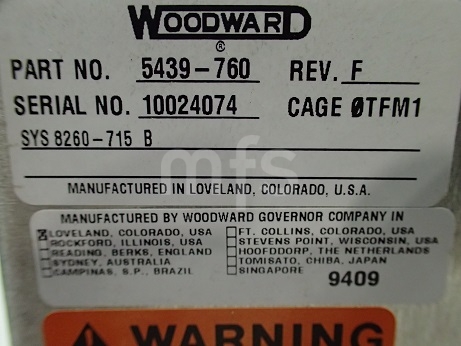 WOODWARD
®
PART NO. 5439-760 REV. F
SERIAL NO. 10024074 CAGE 0TFM1
SYS 8260-715 B
mfs
MANUFACTURED IN LOVELAND, COLORADO, U.S.A.
MANUFACTURED BY WOODWARD GOVERNOR COMPANY IN
LOVELAND, COLORADO, USA FT. COLLINS, COLORADO, USA
ROCKFORD, ILLINOIS, USA STEVENS POINT, WISCONSIN, USA
READING, BERKS, ENGLAND HOOFDDORP, THE NETHERLANDS
SYDNEY, AUSTRALIA TOMISATO, CHIBA, JAPAN
CAMPINAS, S.P., BRAZIL SINGAPORE 9409
WARNING